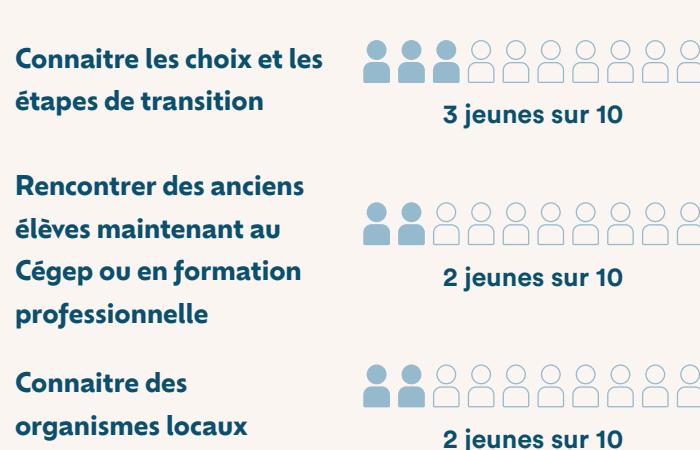 Connaitre les choix et les
étapes de transition
3 jeunes sur 10
Rencontrer des anciens
élèves maintenant au
Cégep ou en formation
professionnelle
2 jeunes sur 10
Connaitre des
organismes locaux
2 jeunes sur 10